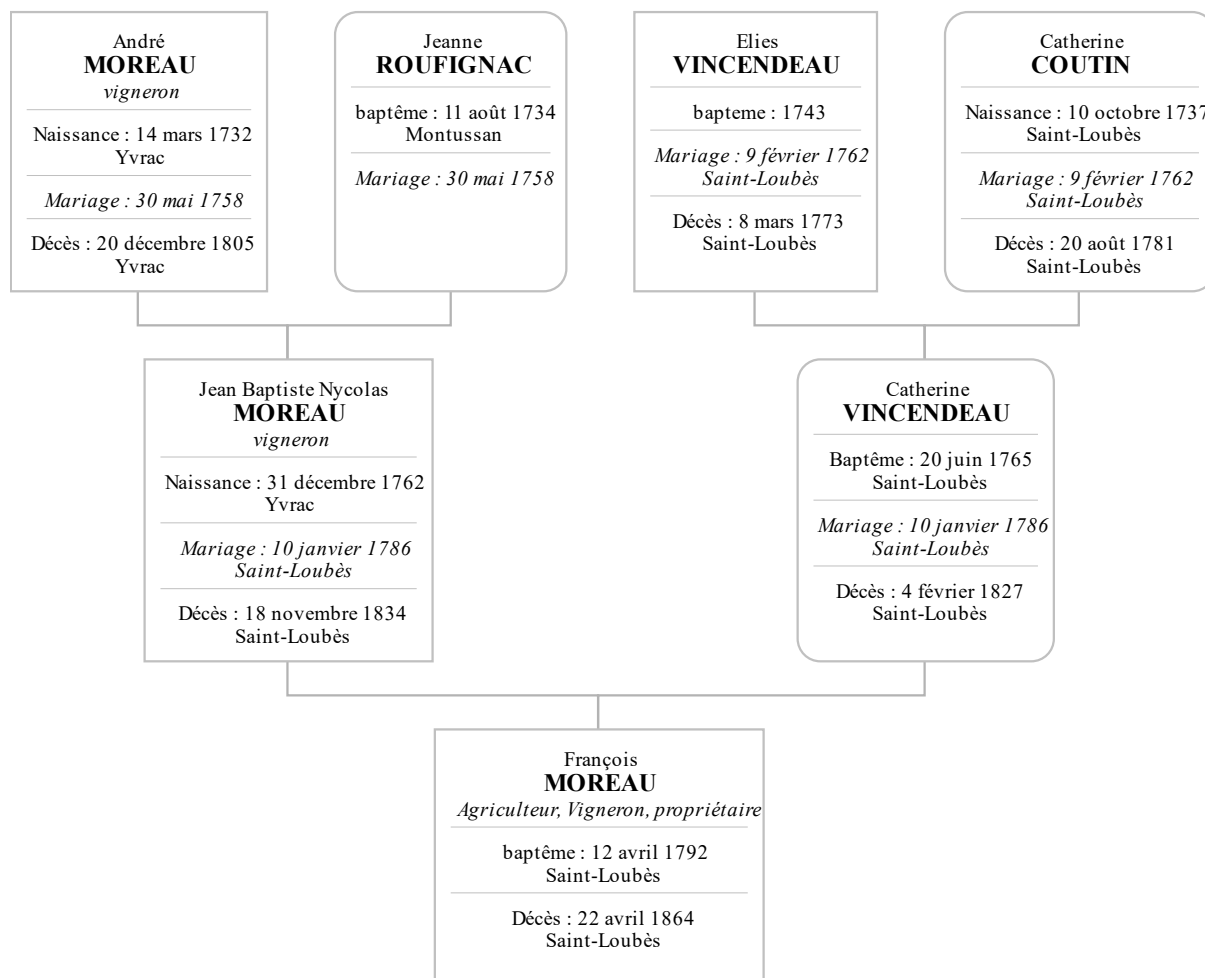 André
MOREAU
vigneron
Naissance : 14 mars 1732
Yvrac
Mariage : 30 mai 1758
Décès : 20 décembre 1805
Yvrac
Jeanne
ROUFIGNAC
baptême : 11 août 1734
Montussan
Mariage : 30 mai 1758
Elies
VINCENDEAU
bapteme : 1743
Mariage : 9 février 1762
Saint-Loubès
Décès : 8 mars 1773
Saint-Loubès
Catherine
COUTIN
Naissance : 10 octobre 1737
Saint-Loubès
Mariage : 9 février 1762
Saint-Loubès
Décès : 20 août 1781
Saint-Loubès
Jean Baptiste Nycolas
MOREAU
vigneron
Naissance : 31 décembre 1762
Yvrac
Mariage : 10 janvier 1786
Saint-Loubès
Décès : 18 novembre 1834
Saint-Loubès
Catherine
VINCENDEAU
Baptême : 20 juin 1765
Saint-Loubès
Mariage : 10 janvier 1786
Saint-Loubès
Décès : 4 février 1827
Saint-Loubès
François
MOREAU
Agriculteur, Vigneron, propriétaire
baptême : 12 avril 1792
Saint-Loubès
Décès : 22 avril 1864
Saint-Loubès